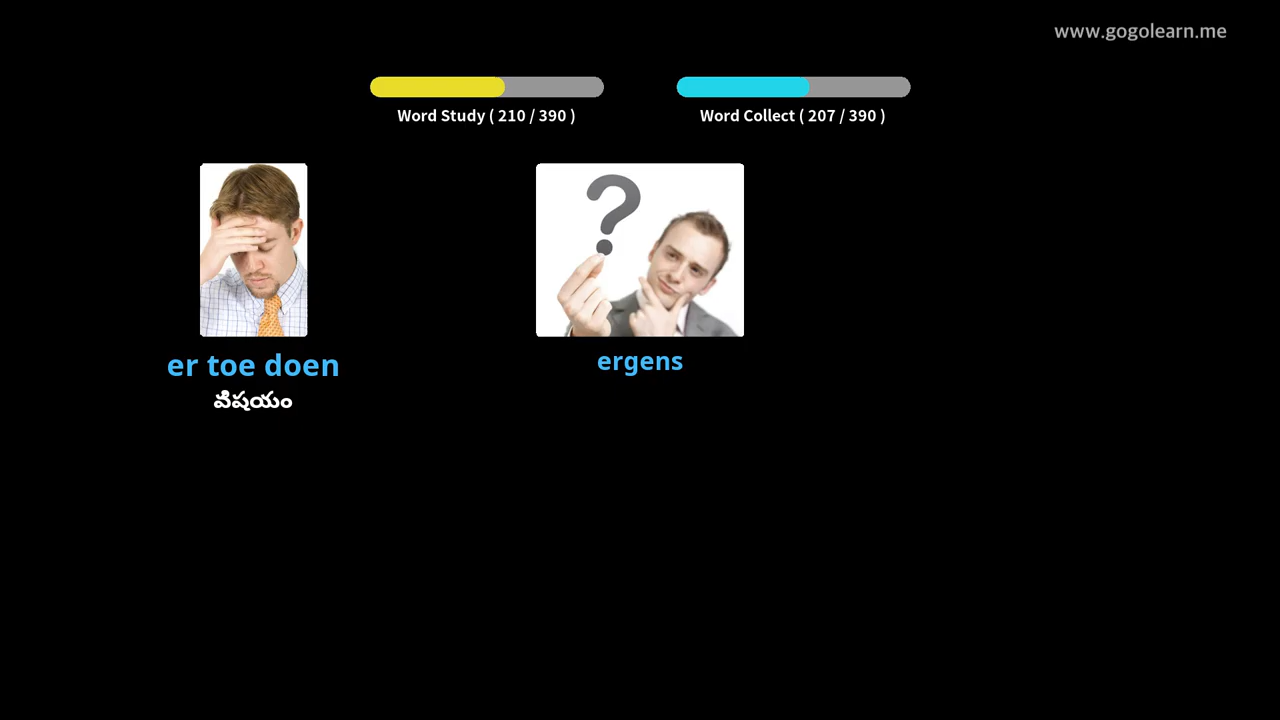 www.gogolearn.me
Word Study ( 210 / 390 )
Word Collect ( 207 / 390 )
er toe doen
విషయం
ergens